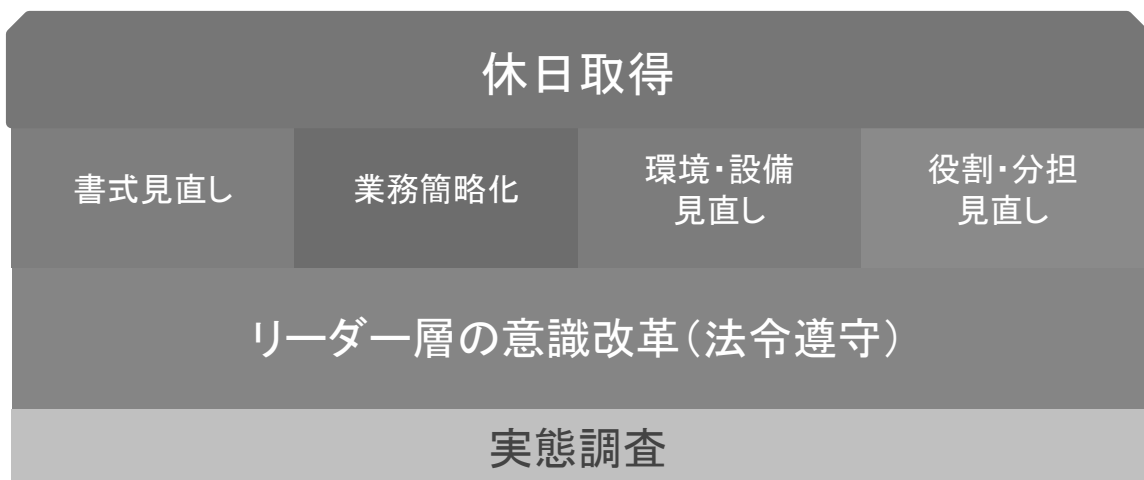 休日取得
書式見直し
業務簡略化
環境・設備
見直し
役割・分担
見直し
リーダー層の意識改革（法令遵守）
実態調査